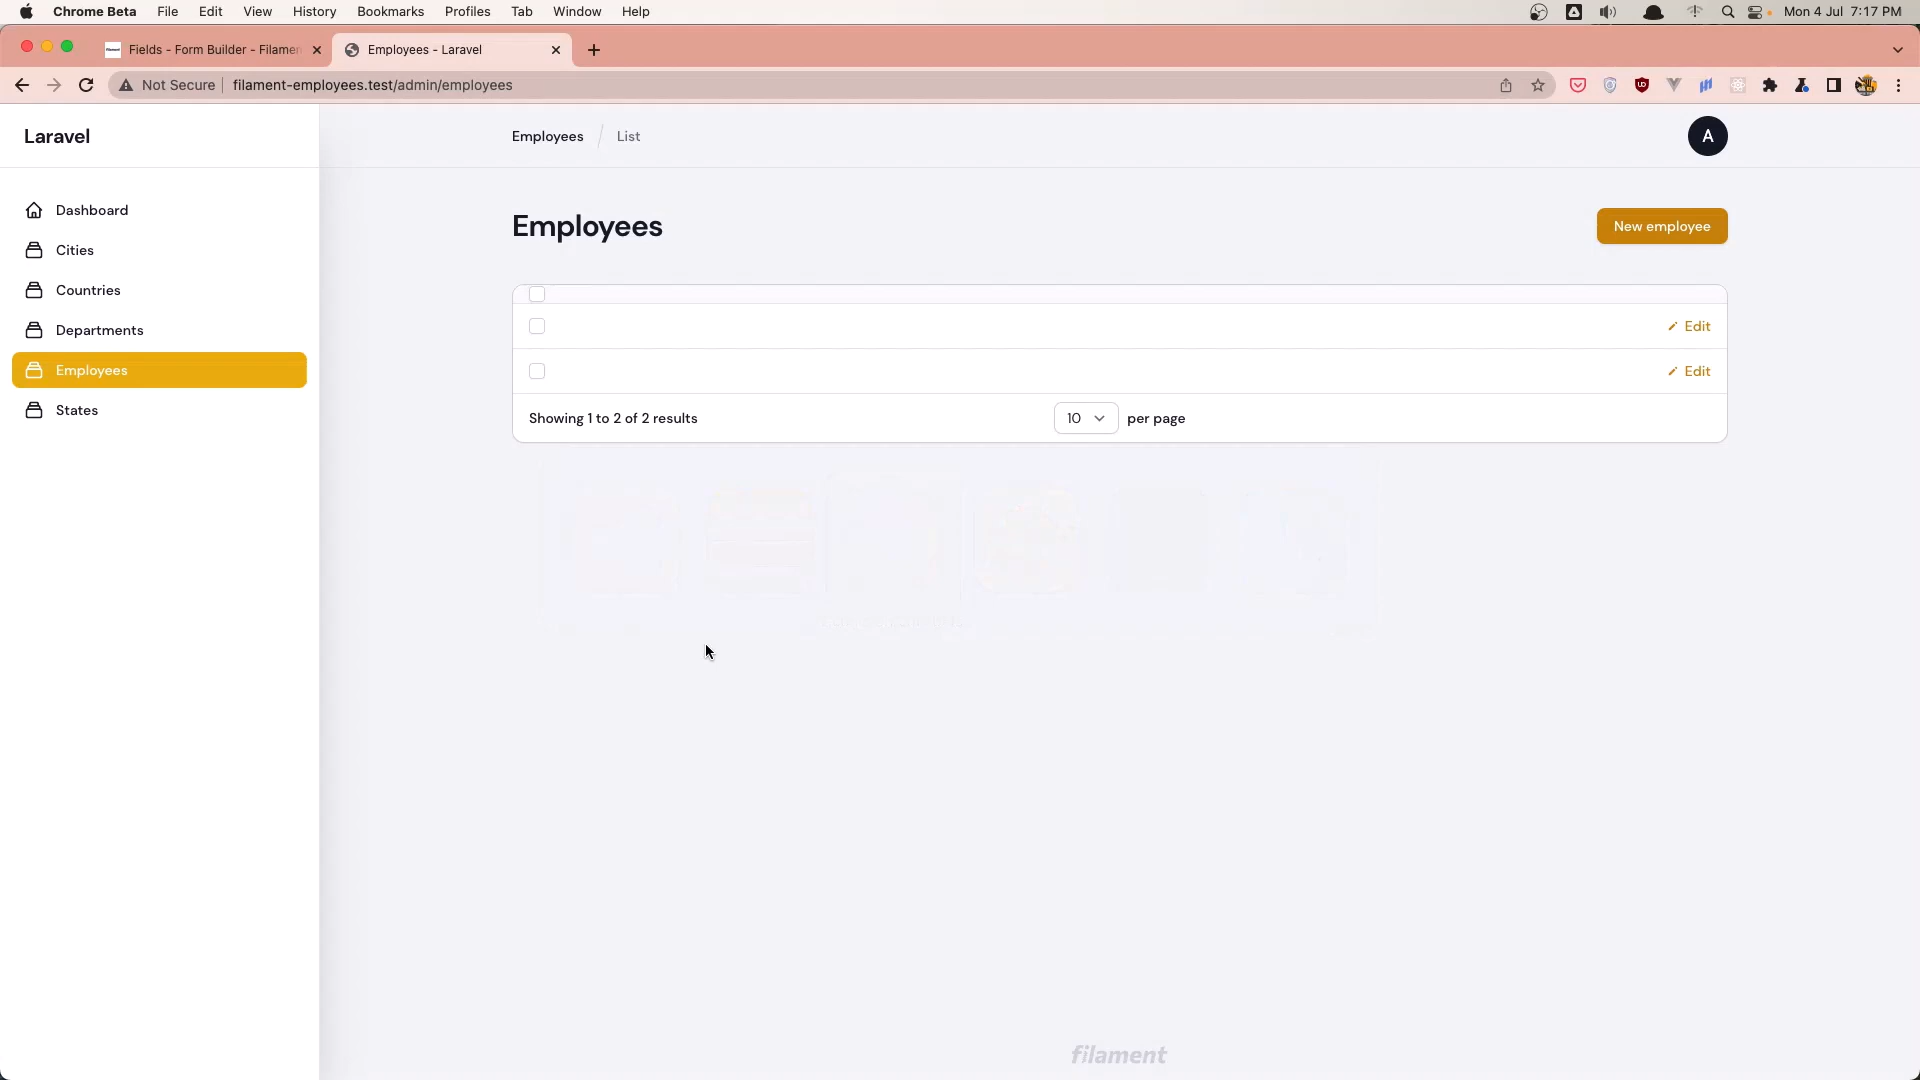 Chrome Beta File Edit View History Bookmarks Profiles Tab Window Help Mon 4 Jul 7:17 PM
Fields - Form Builder - Filamen Employees - Laravel
Not Secure filament-employees.test/admin/employees
Laravel
Employees / List
A
Dashboard
Cities
Countries
Departments
Employees
States
Employees
New employee
Edit
Edit
Showing 1 to 2 of 2 results
10 per page
filament